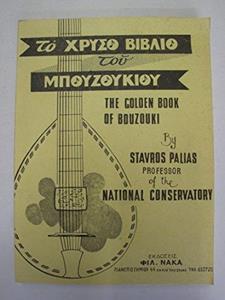 τό ΧΡΥΣΟ ΒΙΒΛΙΟ
τοῦ
ΜΠΟΥΖΟΥΚΙΟΥ
THE GOLDEN BOOK
OF BOUZOUKI
By
STAVROS PALIAS
PROFESSOR
of the
NATIONAL CONSERVATORY
ΕΚΔΟΣΕΙΣ
ΦΙΛ. ΝΑΚΑ